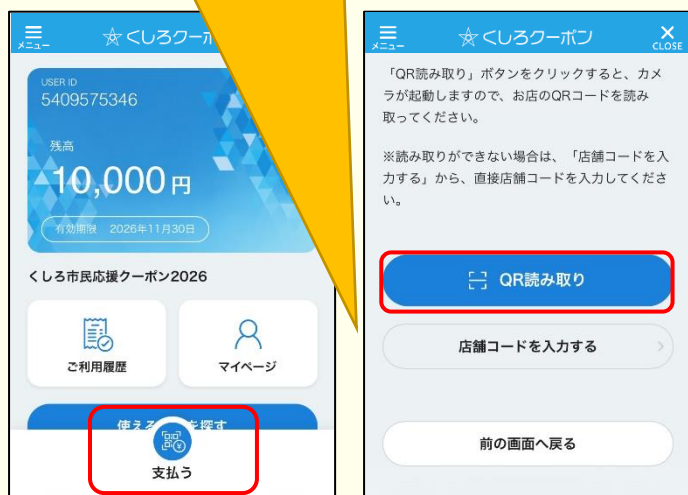 メニュー
くしろクーポン
USER ID
5409575346
残高
10,000円
有効期限 2026年11月30日
くしろ市民応援クーポン2026
ご利用履歴
マイページ
使える
を探す
支払う
メニュー
くしろクーポン
CLOSE
「QR読み取り」ボタンをクリックすると、カメ
ラが起動しますので、お店のQRコードを読み
取ってください。
※読み取りができない場合は、「店舗コードを入
力する」から、直接店舗コードを入力してくださ
い。
QR読み取り
店舗コードを入力する
前の画面へ戻る